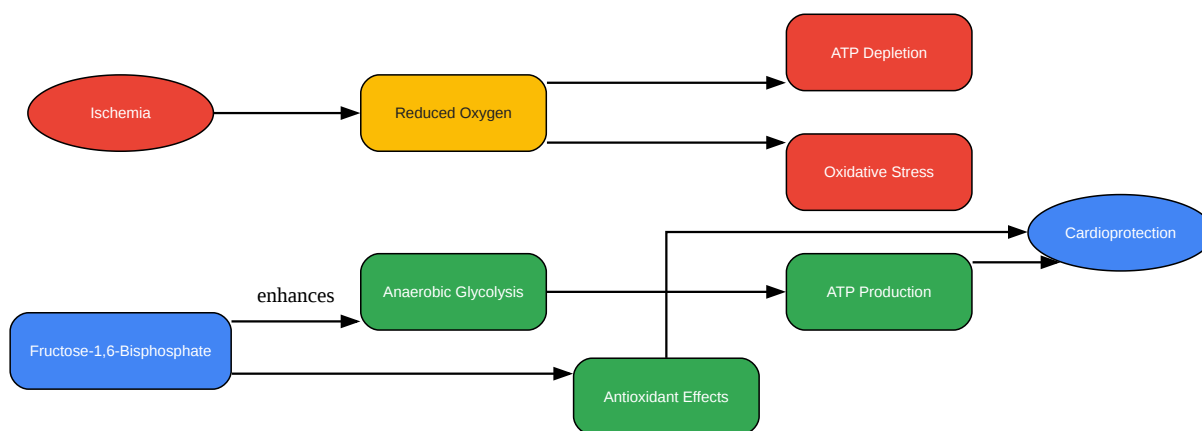 ATP Depletion
Ischemia
Reduced Oxygen
Oxidative Stress
Cardioprotection
enhances
Anaerobic Glycolysis
ATP Production
Fructose-1,6-Bisphosphate
Antioxidant Effects